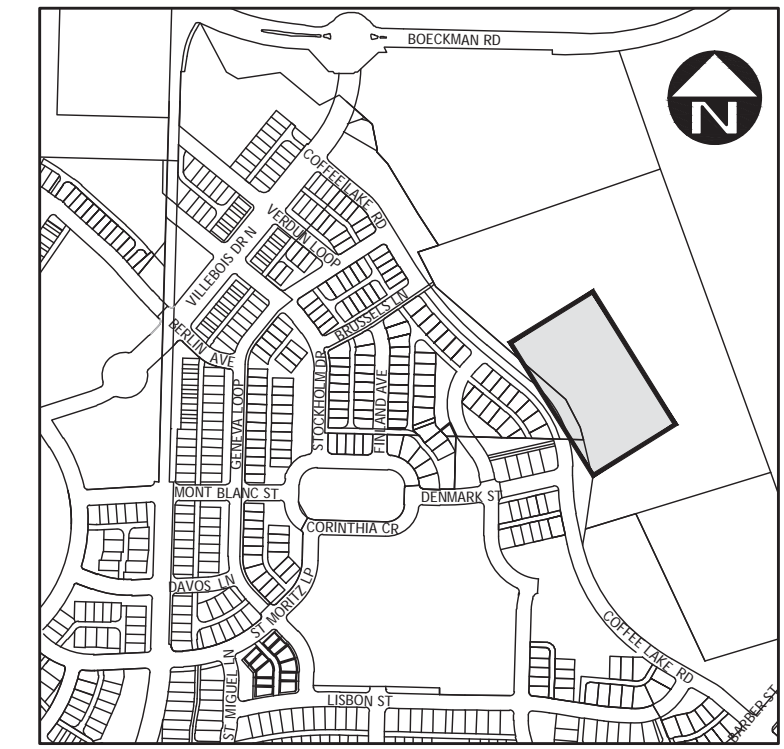 BOECKMAN RD
N
COFFEE LAKE RD
VERDUN LOOP
VILLEBOIS DR N
BRUSSELS LN
BERLIN AVE
STOCKHOLM DR
FINLAND AVE
GENEVA LOOP
MONT BLANC ST
DENMARK ST
CORINTHIA CR
DAVOS LN
ST MORITZ LP
COFFEE LAKE RD
ST MIGUEL LN
LISBON ST
BARBER ST